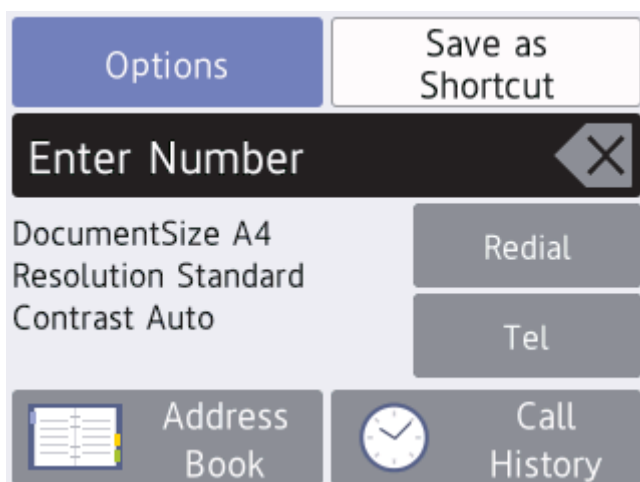 Options
Save as
Shortcut
Enter Number
DocumentSize A4
Resolution Standard
Contrast Auto
Redial
Tel
Address
Book
Call
History